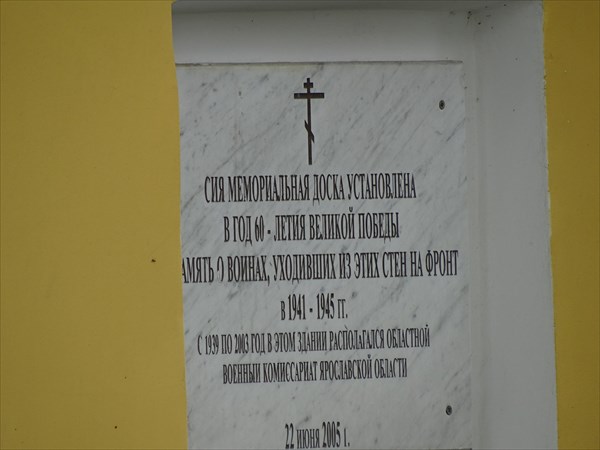 СИЯ МЕМОРИАЛЬНАЯ ДОСКА УСТАНОВЛЕНА
В ГОД 60 - ЛЕТИЯ ВЕЛИКОЙ ПОБЕДЫ
АМЯТЬ О ВОИНАХ, УХОДИВШИХ ИЗ ЭТИХ СТЕН НА ФРОНТ
в 1941 - 1945 гг.
С 1939 ПО 2003 ГОД В ЭТОМ ЗДАНИИ РАСПОЛАГАЛСЯ ОБЛАСТНОЙ
ВОЕННЫЙ КОМИССАРИАТ ЯРОСЛАВСКОЙ ОБЛАСТИ
22 июня 2005 г.